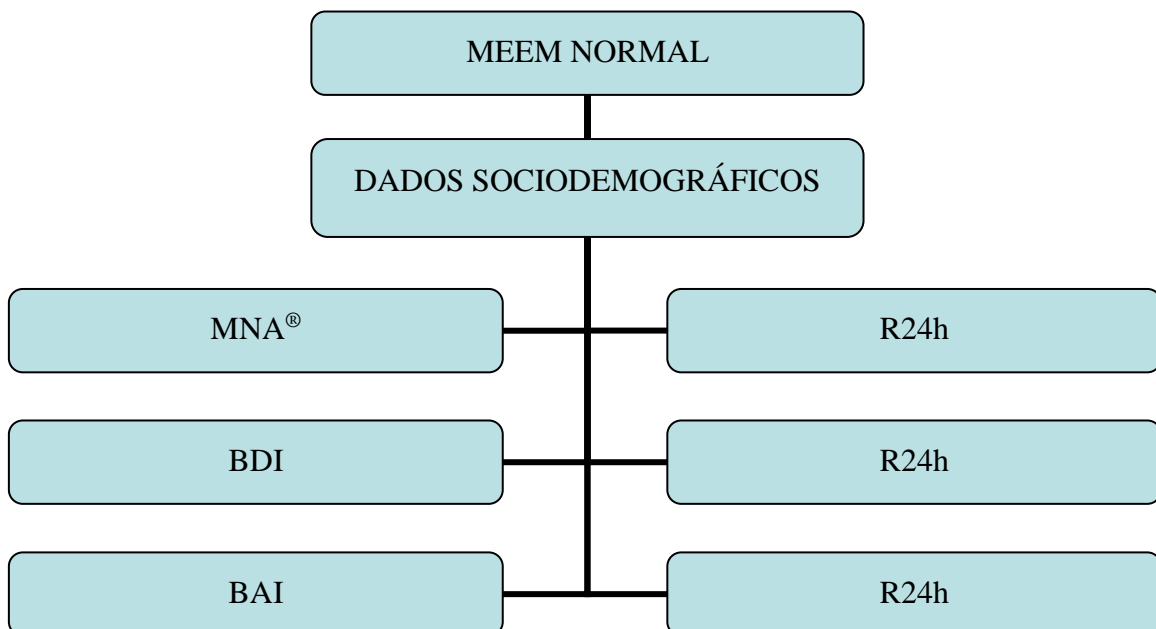 MEEM NORMAL
DADOS SOCIODEMOGRÁFICOS
MNA®
R24h
BDI
R24h
BAI
R24h